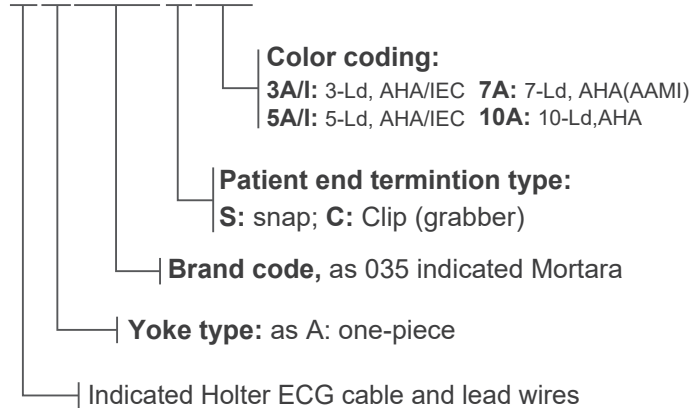 Color coding:
3A/I: 3-Ld, AHA/IEC 7A: 7-Ld, AHA(AAMI)
5A/I: 5-Ld, AHA/IEC 10A: 10-Ld,AHA
Patient end termintion type:
S: snap; C: Clip (grabber)
Brand code, as 035 indicated Mortara
Yoke type: as A: one-piece
Indicated Holter ECG cable and lead wires